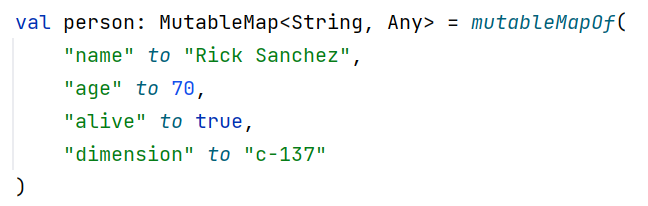 val person: MutableMap<String, Any> = mutableMapOf(
    "name" to "Rick Sanchez",
    "age" to 70,
    "alive" to true,
    "dimension" to "c-137"
)